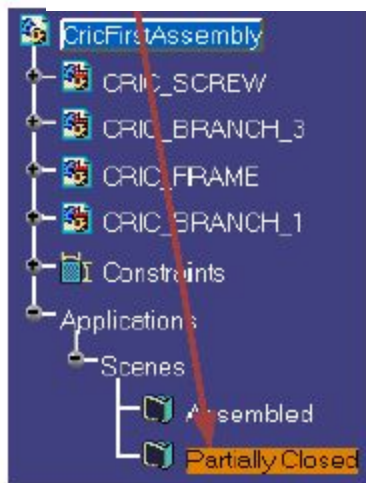 CricFirstAssembly
CRIC_SCREW
CRIC_BRANCH_3
CRIC_FRAME
CRIC_BRANCH_1
Constraints
Applications
Scenes
Assembled
Partially Closed